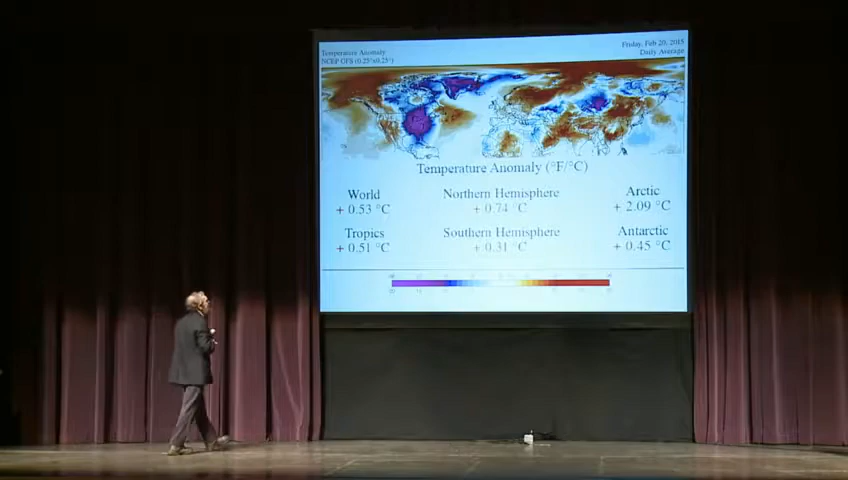 Temperature Anomaly
NCEP GFS (0.25°x0.25°)
Friday, Feb 20, 2015
Daily Average
Temperature Anomaly (°F/°C)
World
+ 0.53 °C
Northern Hemisphere
+ 0.74 °C
Arctic
+ 2.09 °C
Tropics
+ 0.51 °C
Southern Hemisphere
+ 0.31 °C
Antarctic
+ 0.45 °C